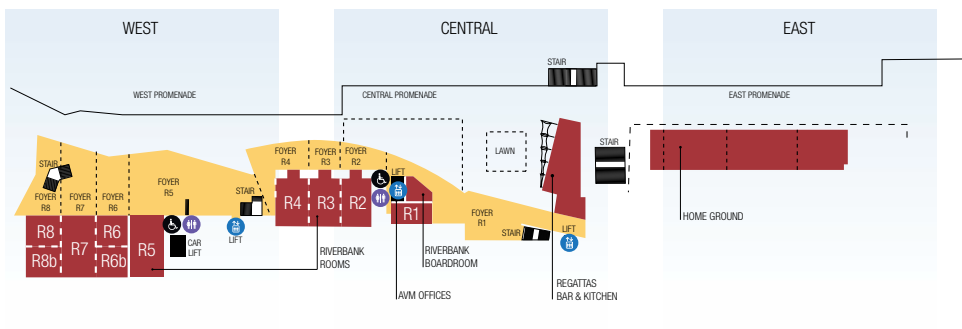 WEST
CENTRAL
EAST
STAIR
WEST PROMENADE
CENTRAL PROMENADE
EAST PROMENADE
FOYER
R4
FOYER
R3
FOYER
R2
LAWN
STAIR
STAIR
LIFT
FOYER
R8
FOYER
R7
FOYER
R6
FOYER
R5
STAIR
R4
R3
R2
R1
FOYER
R1
HOME GROUND
R8
R7
R6
R5
CAR
LIFT
LIFT
STAIR
LIFT
R8b
R6b
RIVERBANK
ROOMS
RIVERBANK
BOARDROOM
AVM OFFICES
REGATTAS
BAR & KITCHEN